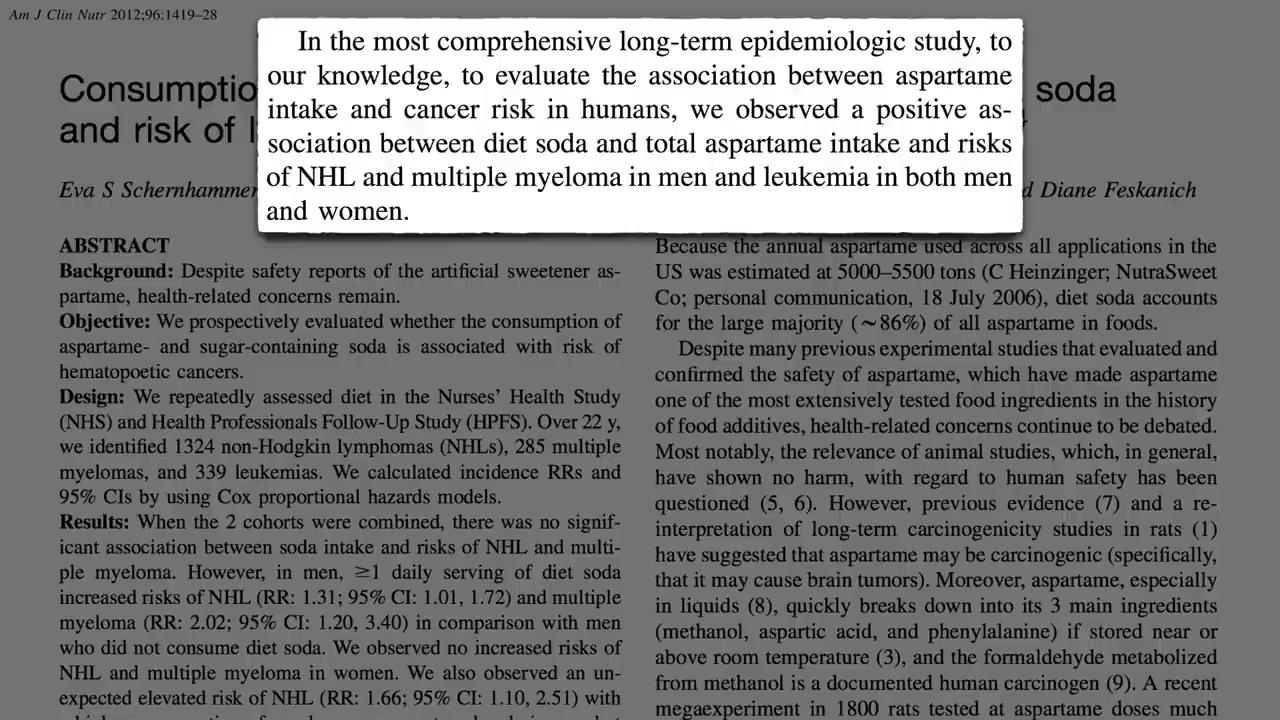 Am J Clin Nutr 2012;96:1419–28
In the most comprehensive long-term epidemiologic study, to
our knowledge, to evaluate the association between aspartame
intake and cancer risk in humans, we observed a positive as-
sociation between diet soda and total aspartame intake and risks
of NHL and multiple myeloma in men and leukemia in both men
and women.
Consumptio soda
and risk of
Eva S Schernhammer Diane Feskanich
ABSTRACT
Background: Despite safety reports of the artificial sweetener as-
partame, health-related concerns remain.
Objective: We prospectively evaluated whether the consumption of
aspartame- and sugar-containing soda is associated with risk of
hematopoetic cancers.
Design: We repeatedly assessed diet in the Nurses’ Health Study
(NHS) and Health Professionals Follow-Up Study (HPFS). Over 22 y,
we identified 1324 non-Hodgkin lymphomas (NHLs), 285 multiple
myelomas, and 339 leukemias. We calculated incidence RRs and
95% CIs by using Cox proportional hazards models.
Results: When the 2 cohorts were combined, there was no signif-
icant association between soda intake and risks of NHL and multi-
ple myeloma. However, in men, ≥1 daily serving of diet soda
increased risks of NHL (RR: 1.31; 95% CI: 1.01, 1.72) and multiple
myeloma (RR: 2.02; 95% CI: 1.20, 3.40) in comparison with men
who did not consume diet soda. We observed no increased risks of
NHL and multiple myeloma in women. We also observed an un-
expected elevated risk of NHL (RR: 1.66; 95% CI: 1.10, 2.51) with
Because the annual aspartame used across all applications in the
US was estimated at 5000–5500 tons (C Heinzinger; NutraSweet
Co; personal communication, 18 July 2006), diet soda accounts
for the large majority (~86%) of all aspartame in foods.
Despite many previous experimental studies that evaluated and
confirmed the safety of aspartame, which have made aspartame
one of the most extensively tested food ingredients in the history
of food additives, health-related concerns continue to be debated.
Most notably, the relevance of animal studies, which, in general,
have shown no harm, with regard to human safety has been
questioned (5, 6). However, previous evidence (7) and a re-
interpretation of long-term carcinogenicity studies in rats (1)
have suggested that aspartame may be carcinogenic (specifically,
that it may cause brain tumors). Moreover, aspartame, especially
in liquids (8), quickly breaks down into its 3 main ingredients
(methanol, aspartic acid, and phenylalanine) if stored near or
above room temperature (3), and the formaldehyde metabolized
from methanol is a documented human carcinogen (9). A recent
megaexperiment in 1800 rats tested at aspartame doses much